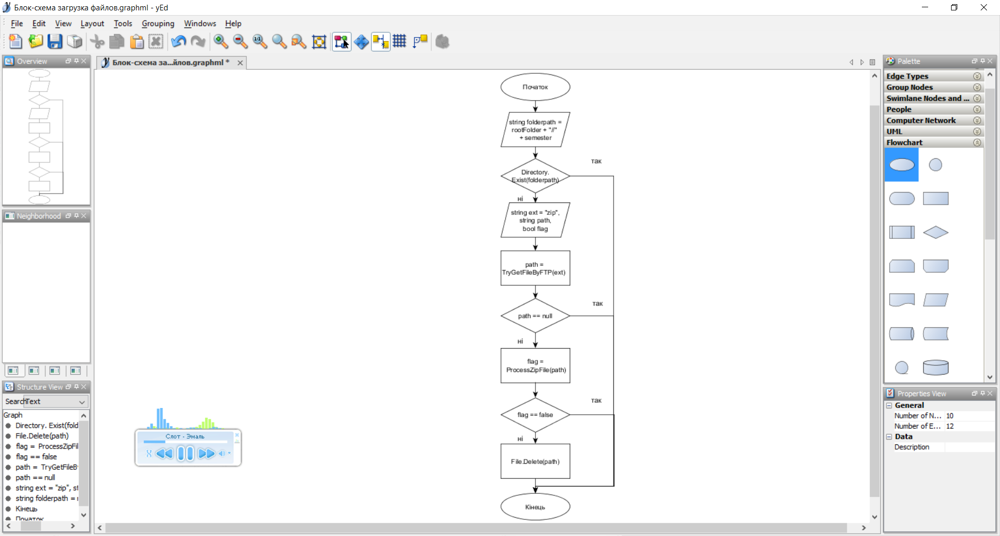 Блок-схема загрузка файлов.graphml - yEd
File Edit View Layout Tools Grouping Windows Help
1:1
Overview
Блок-схема за...йлов.graphml *
Palette
Edge Types
Group Nodes
Swimlane Nodes and ...
People
Computer Network
UML
Flowchart
Початок
string folderpath =
rootFolder + "//"
+ semester
Directory.
Exist(folderpath)
так
ні
string ext = "zip",
string path,
bool flag
path =
TryGetFileByFTP(ext)
path == null
так
ні
flag =
ProcessZipFile(path)
flag == false
так
ні
File.Delete(path)
Кінець
Neighborhood
Structure View
Search Text
Graph
Directory. Exist(fold
File.Delete(path)
flag = ProcessZipFil
flag == false
path = TryGetFileB
path == null
string ext = "zip", st
string folderpath = r
Кінець
Початок
Слот - Эмаль
Properties View
General
Number of N... 10
Number of E... 12
Data
Description